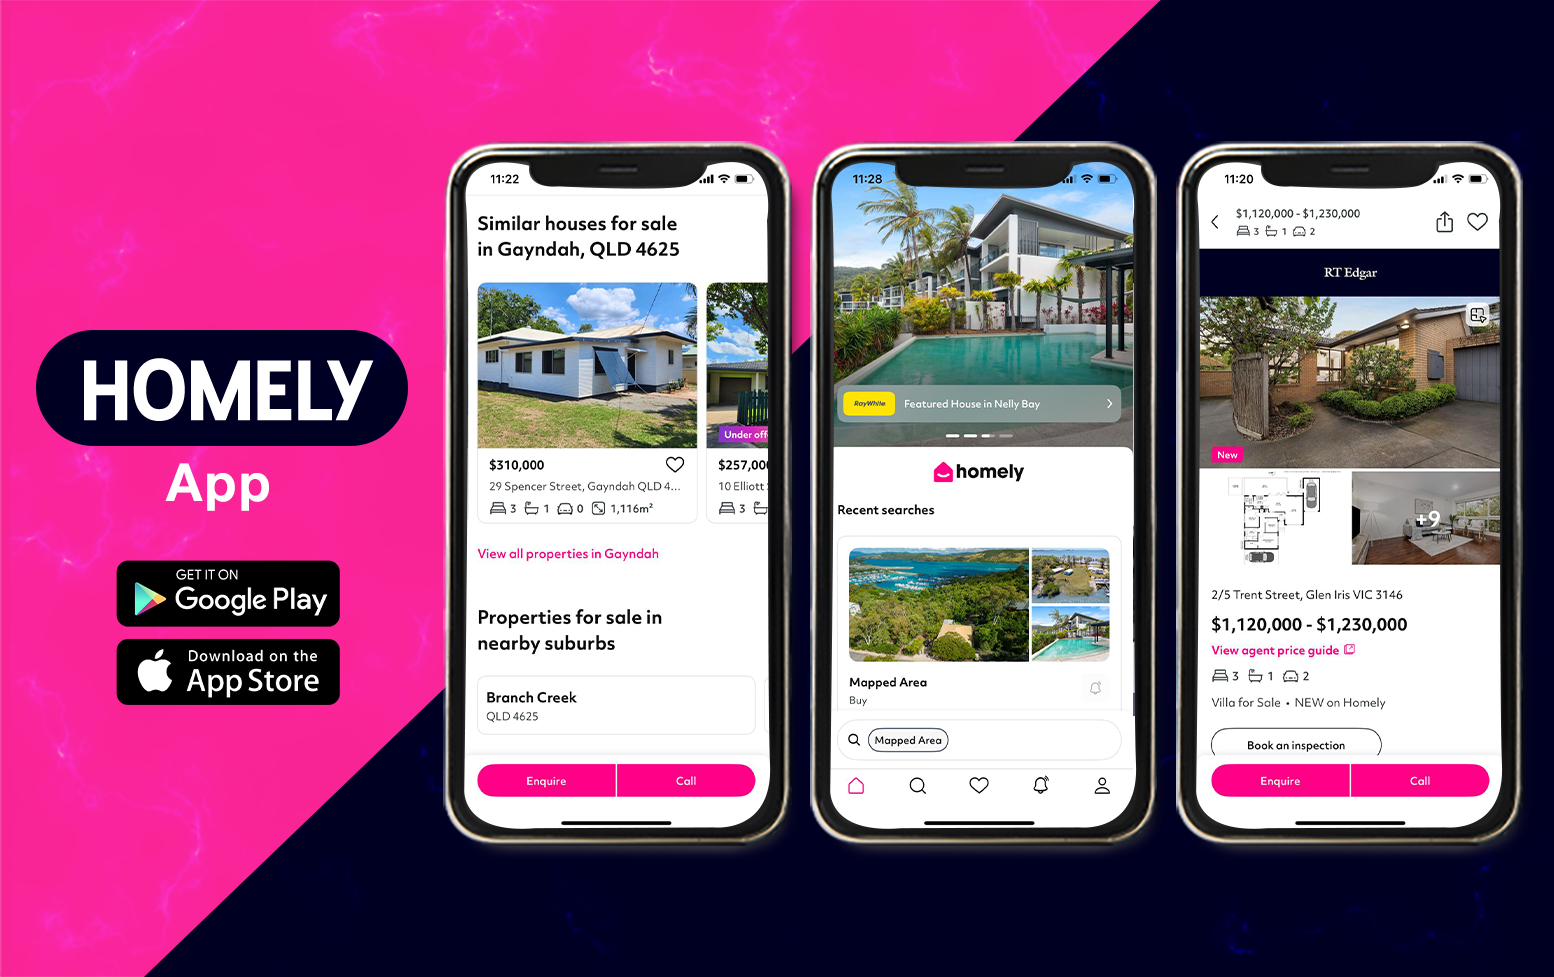 HOMELY
App
GET IT ON
Google Play
Download on the
App Store
11:22
Similar houses for sale
in Gayndah, QLD 4625
Under off
$310,000
29 Spencer Street, Gayndah QLD 4...
3 1 0 1,116m²
$257,00
10 Elliott
3
View all properties in Gayndah
Properties for sale in
nearby suburbs
Branch Creek
QLD 4625
Enquire
Call
11:28
RayWhite
Featured House in Nelly Bay
homely
Recent searches
Mapped Area
Buy
Mapped Area
11:20
$1,120,000 - $1,230,000
3 1 2
RT Edgar
New
+9
2/5 Trent Street, Glen Iris VIC 3146
$1,120,000 - $1,230,000
View agent price guide
3 1 2
Villa for Sale • NEW on Homely
Book an inspection
Enquire
Call